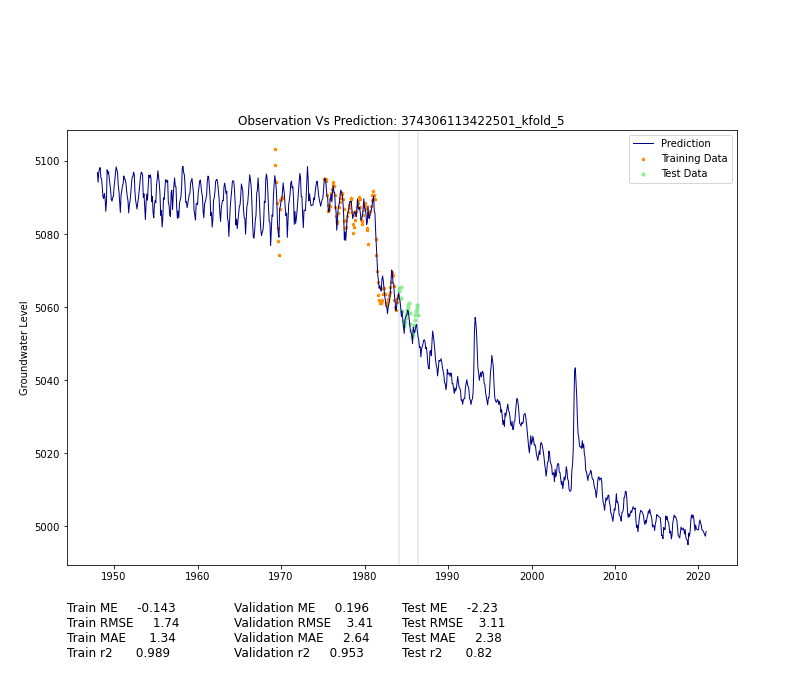 Observation Vs Prediction: 374306113422501_kfold_5
Prediction
Training Data
Test Data
Groundwater Level
5100
5080
5060
5040
5020
5000
1950 1960 1970 1980 1990 2000 2010 2020
Train ME -0.143 Validation ME 0.196 Test ME -2.23
Train RMSE 1.74 Validation RMSE 3.41 Test RMSE 3.11
Train MAE 1.34 Validation MAE 2.64 Test MAE 2.38
Train r2 0.989 Validation r2 0.953 Test r2 0.82